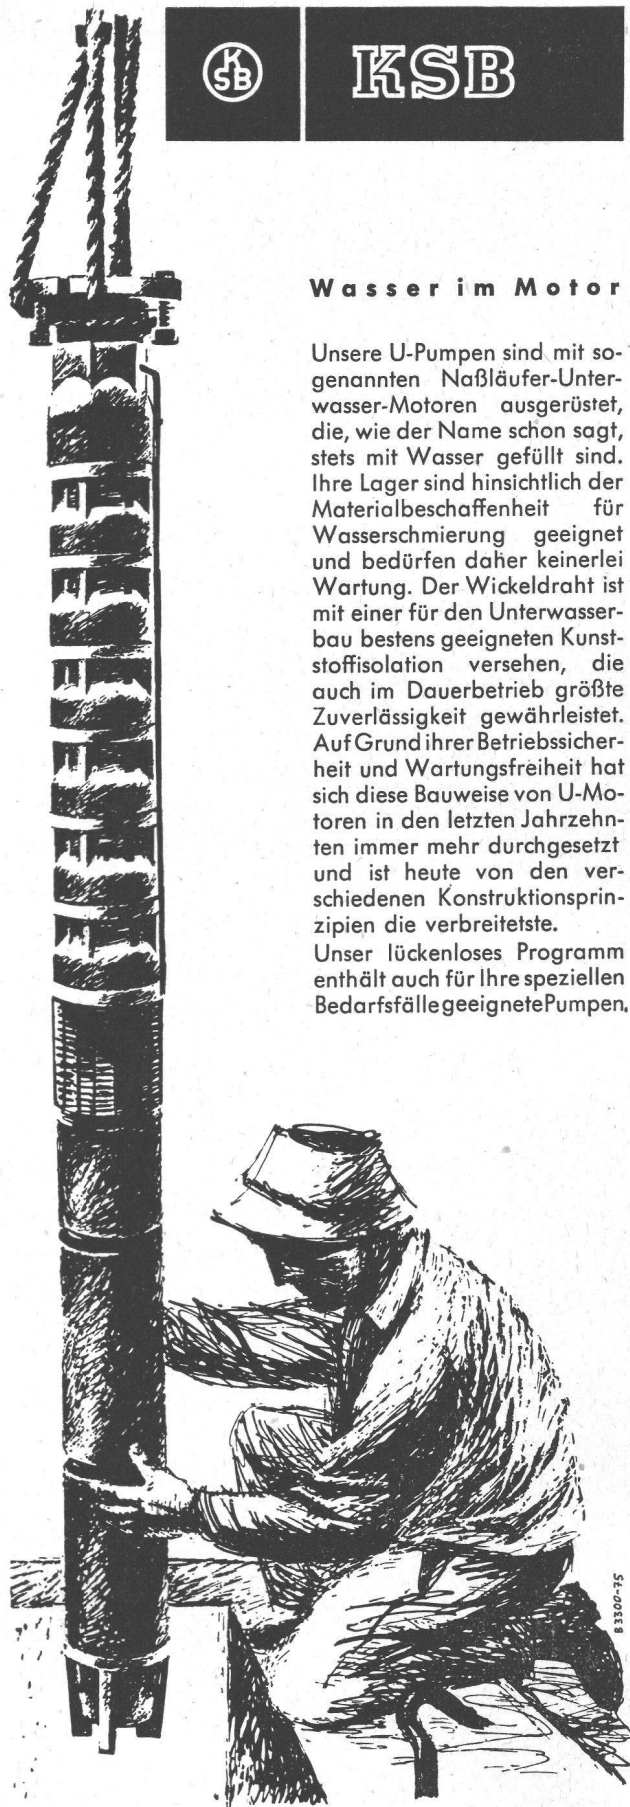 K
SB
KSB
Wasser im Motor
Unsere U-Pumpen sind mit so-
genannten Naßläufer-Unter-
wasser-Motoren ausgerüstet,
die, wie der Name schon sagt,
stets mit Wasser gefüllt sind.
Ihre Lager sind hinsichtlich der
Materialbeschaffenheit für
Wasserschmierung geeignet
und bedürfen daher keinerlei
Wartung. Der Wickeldraht ist
mit einer für den Unterwasser-
bau bestens geeigneten Kunst-
stoffisolation versehen, die
auch im Dauerbetrieb größte
Zuverlässigkeit gewährleistet.
Auf Grund ihrer Betriebssicher-
heit und Wartungsfreiheit hat
sich diese Bauweise von U-Mo-
toren in den letzten Jahrzehn-
ten immer mehr durchgesetzt
und ist heute von den ver-
schiedenen Konstruktionsprin-
zipien die verbreitetste.
Unser lückenloses Programm
enthält auch für Ihre speziellen
Bedarfsfälle geeignete Pumpen.
B 3300-75